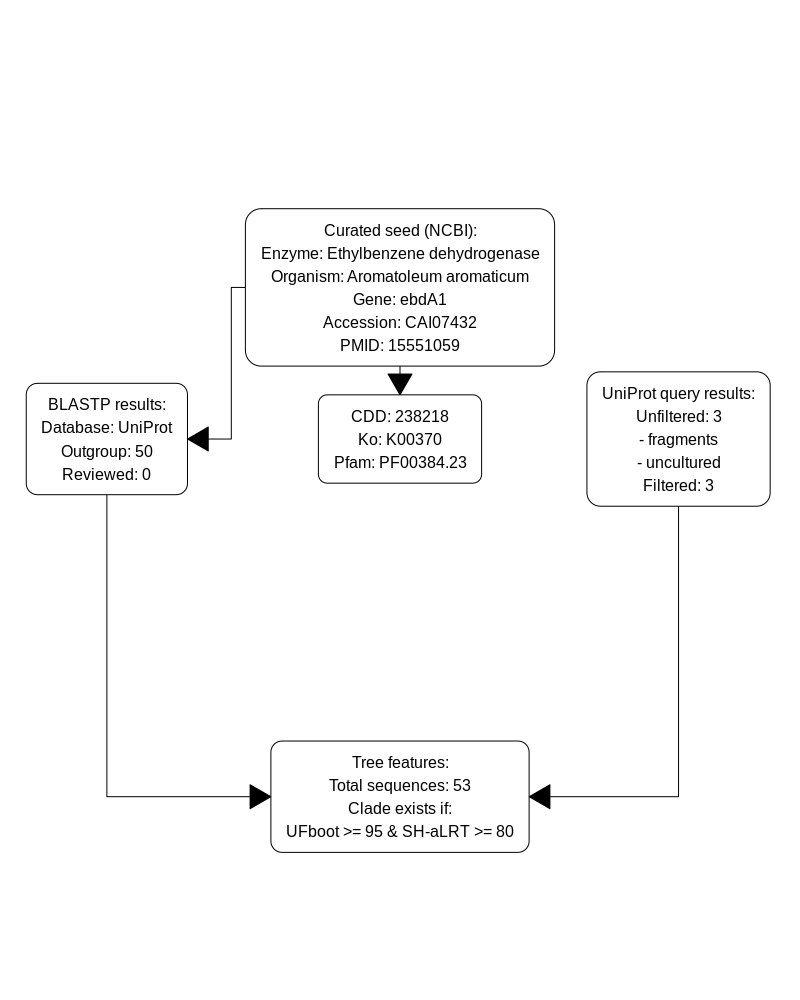 Curated seed (NCBI):
Enzyme: Ethylbenzene dehydrogenase
Organism: Aromatoleum aromaticum
Gene: ebdA1
Accession: CAI07432
PMID: 15551059
BLASTP results:
Database: UniProt
Outgroup: 50
Reviewed: 0
CDD: 238218
Ko: K00370
Pfam: PF00384.23
UniProt query results:
Unfiltered: 3
- fragments
- uncultured
Filtered: 3
Tree features:
Total sequences: 53
Clade exists if:
UFboot >= 95 & SH-aLRT >= 80